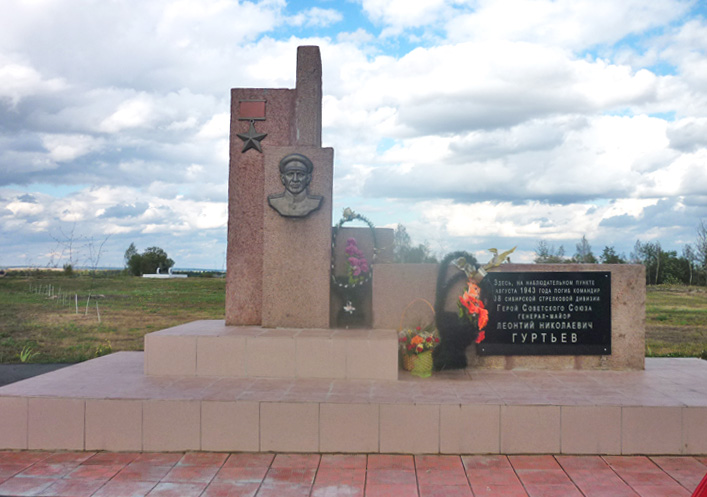 Здесь, на наблюдательном пункте
августа 1943 года погиб командир
38 сибирской стрелковой дивизии
Герой Советского Союза
генерал-майор
Леонтий Николаевич
ГУРТЬЕВ